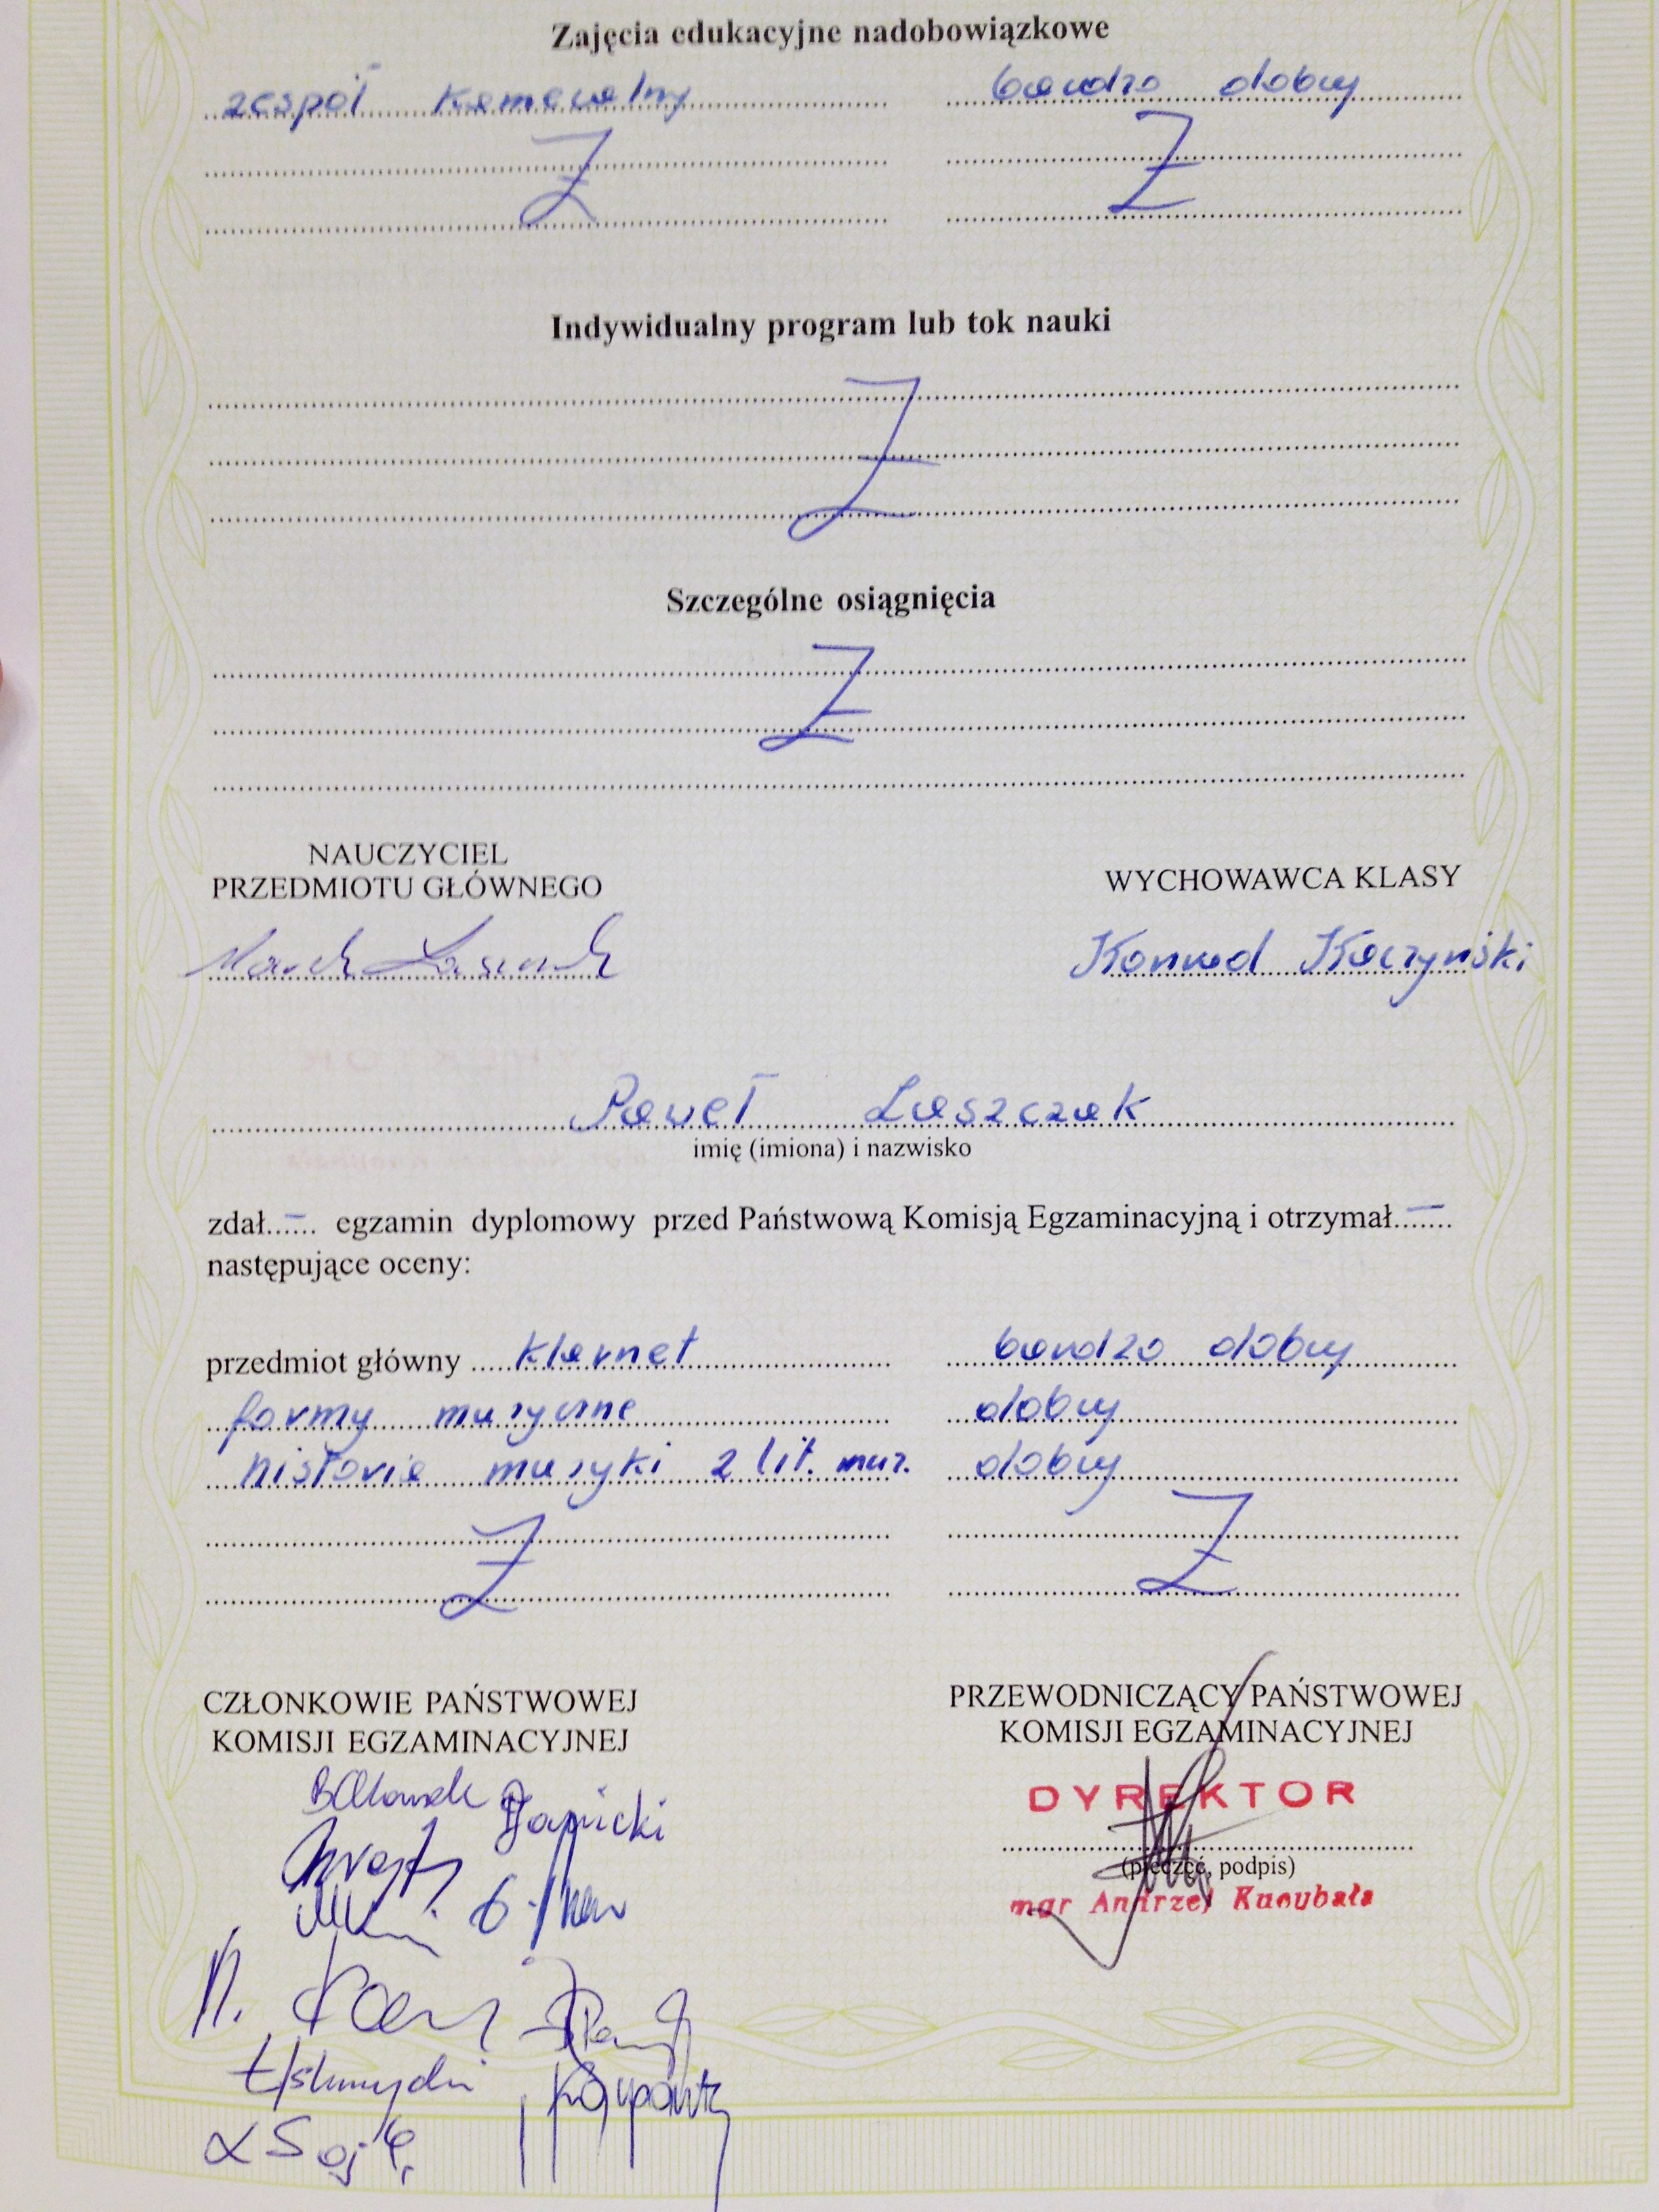 Zajęcia edukacyjne nadobowiązkowe
zespół kameralny bardzo dobry
Z Z
Indywidualny program lub tok nauki
Z
Szczególne osiągnięcia
Z
NAUCZYCIEL
PRZEDMIOTU GŁÓWNEGO
WYCHOWAWCA KLASY
Marek
Konrad Kaczyński
Paweł Laszczak
imię (imiona) i nazwisko
zdał...–... egzamin dyplomowy przed Państwową Komisją Egzaminacyjną i otrzymał...–...
następujące oceny:
przedmiot główny klarnet bardzo dobry
formy muzyczne dobry
historia muzyki z lit. muz. dobry
Z Z
CZŁONKOWIE PAŃSTWOWEJ
KOMISJI EGZAMINACYJNEJ
PRZEWODNICZĄCY PAŃSTWOWEJ
KOMISJI EGZAMINACYJNEJ
DYREKTOR
(pieczęć, podpis)
mgr Andrzej Kucybała